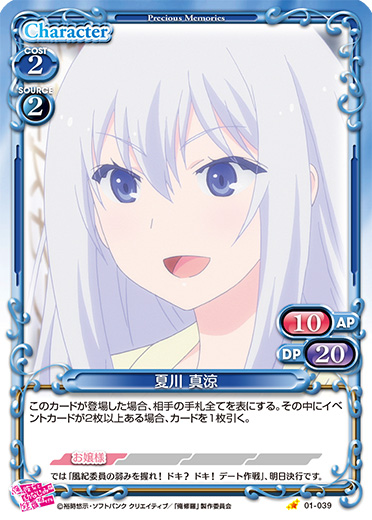 Precious Memories
Character
COST
2
SOURCE
2
10 AP
DP 20
夏川 真涼
このカードが登場した場合、相手の手札全てを表にする。その中にイベ
ントカードが2枚以上ある場合、カードを1枚引く。
お嬢様
では「風紀委員の弱みを握れ! ドキ? ドキ! デート作戦」、明日決行です。
©裕時悠示・ソフトバンク クリエイティブ/「俺修羅」製作委員会
01-039